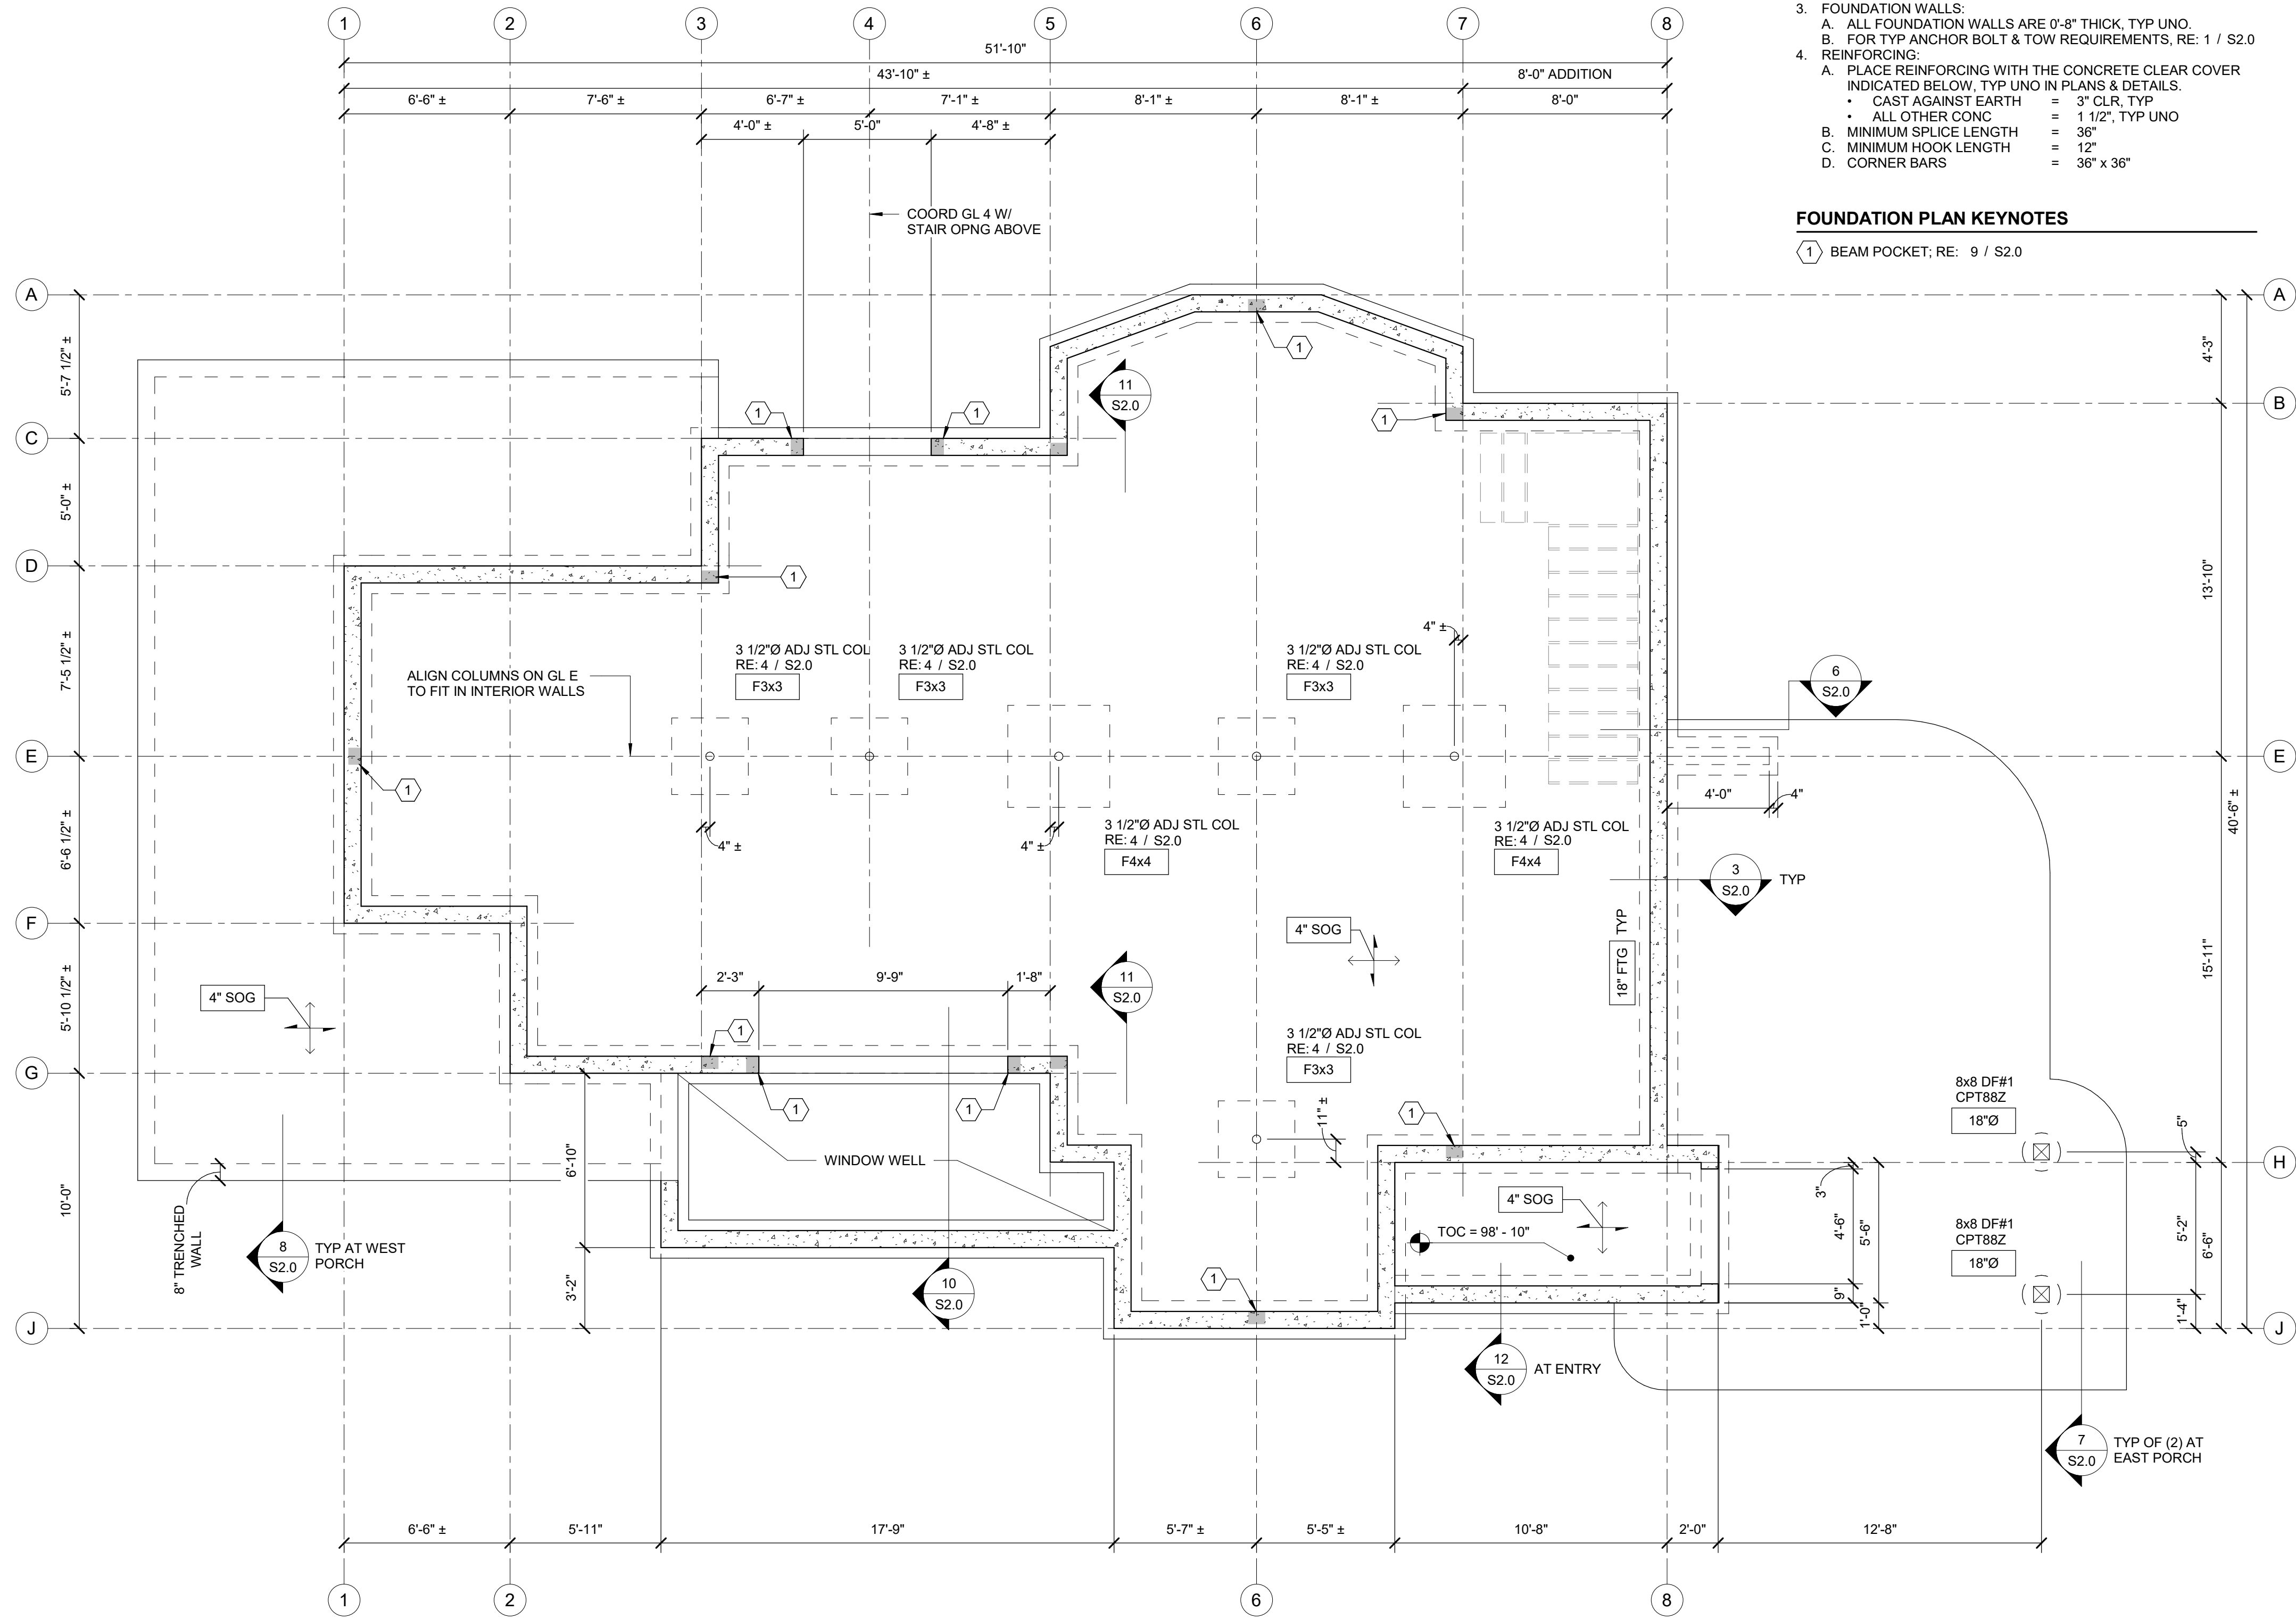 1 2 3 4 5 6 7 8
51'-10"
43'-10" ±
8'-0" ADDITION
6'-6" ± 7'-6" ± 6'-7" ± 7'-1" ± 8'-1" ± 8'-1" ± 8'-0"
4'-0" ± 5'-0" 4'-8" ±
3. FOUNDATION WALLS:
A. ALL FOUNDATION WALLS ARE 0'-8" THICK, TYP UNO.
B. FOR TYP ANCHOR BOLT & TOW REQUIREMENTS, RE: 1 / S2.0
4. REINFORCING:
A. PLACE REINFORCING WITH THE CONCRETE CLEAR COVER
INDICATED BELOW, TYP UNO IN PLANS & DETAILS.
• CAST AGAINST EARTH = 3" CLR, TYP
• ALL OTHER CONC = 1 1/2", TYP UNO
B. MINIMUM SPLICE LENGTH = 36"
C. MINIMUM HOOK LENGTH = 12"
D. CORNER BARS = 36" x 36"
FOUNDATION PLAN KEYNOTES
1 BEAM POCKET; RE: 9 / S2.0
COORD GL 4 W/
STAIR OPNG ABOVE
A
A
5'-7 1/2" ±
4'-3"
1
11
S2.0
1
1
1
B
C
5'-0" ±
D
1
13'-10"
7'-5 1/2" ±
4" ±
3 1/2"Ø ADJ STL COL
RE: 4 / S2.0
F3x3
3 1/2"Ø ADJ STL COL
RE: 4 / S2.0
F3x3
3 1/2"Ø ADJ STL COL
RE: 4 / S2.0
F3x3
ALIGN COLUMNS ON GL E
TO FIT IN INTERIOR WALLS
6
S2.0
E
E
1
4'-0"
4"
40'-6" ±
6'-6 1/2" ±
4" ±
4" ±
3 1/2"Ø ADJ STL COL
RE: 4 / S2.0
F4x4
3 1/2"Ø ADJ STL COL
RE: 4 / S2.0
F4x4
3
S2.0
TYP
F
4" SOG
18" FTG TYP
15'-11"
2'-3" 9'-9" 1'-8"
11
S2.0
4" SOG
5'-10 1/2" ±
1
3 1/2"Ø ADJ STL COL
RE: 4 / S2.0
F3x3
G
1
1
1
11" ±
8x8 DF#1
CPT88Z
18"Ø
5"
WINDOW WELL
6'-10"
H
10'-0"
8" TRENCHED
WALL
4" SOG
3"
4'-6"
5'-6"
TOC = 98' - 10"
8x8 DF#1
CPT88Z
18"Ø
5'-2"
6'-6"
8
S2.0
TYP AT WEST
PORCH
3'-2"
10
S2.0
1
9"
1'-0"
1'-4"
J
J
12
S2.0
AT ENTRY
7
S2.0
TYP OF (2) AT
EAST PORCH
6'-6" ± 5'-11" 17'-9" 5'-7" ± 5'-5" ± 10'-8" 2'-0" 12'-8"
1 2 6 8